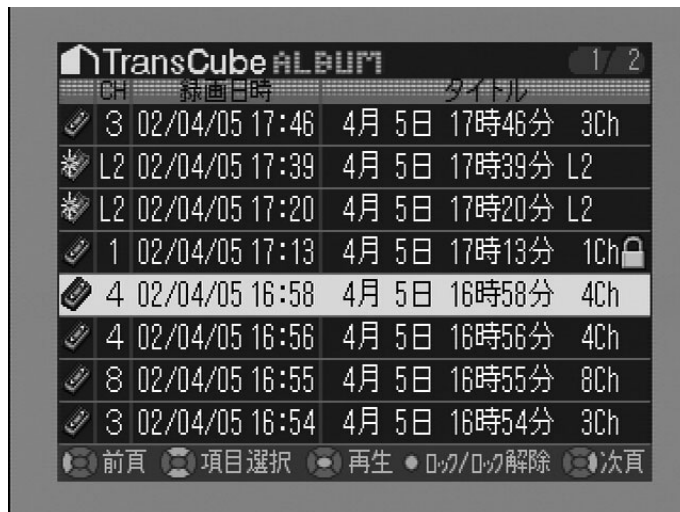 TransCube ALBUM 1/ 2
CH 録画日時 タイトル
3 02/04/05 17:46 4月 5日 17時46分 3Ch
L2 02/04/05 17:39 4月 5日 17時39分 L2
L2 02/04/05 17:20 4月 5日 17時20分 L2
1 02/04/05 17:13 4月 5日 17時13分 1Ch
4 02/04/05 16:58 4月 5日 16時58分 4Ch
4 02/04/05 16:56 4月 5日 16時56分 4Ch
8 02/04/05 16:55 4月 5日 16時55分 8Ch
3 02/04/05 16:54 4月 5日 16時54分 3Ch
前頁 項目選択 再生 ● ロック/ロック解除 次頁